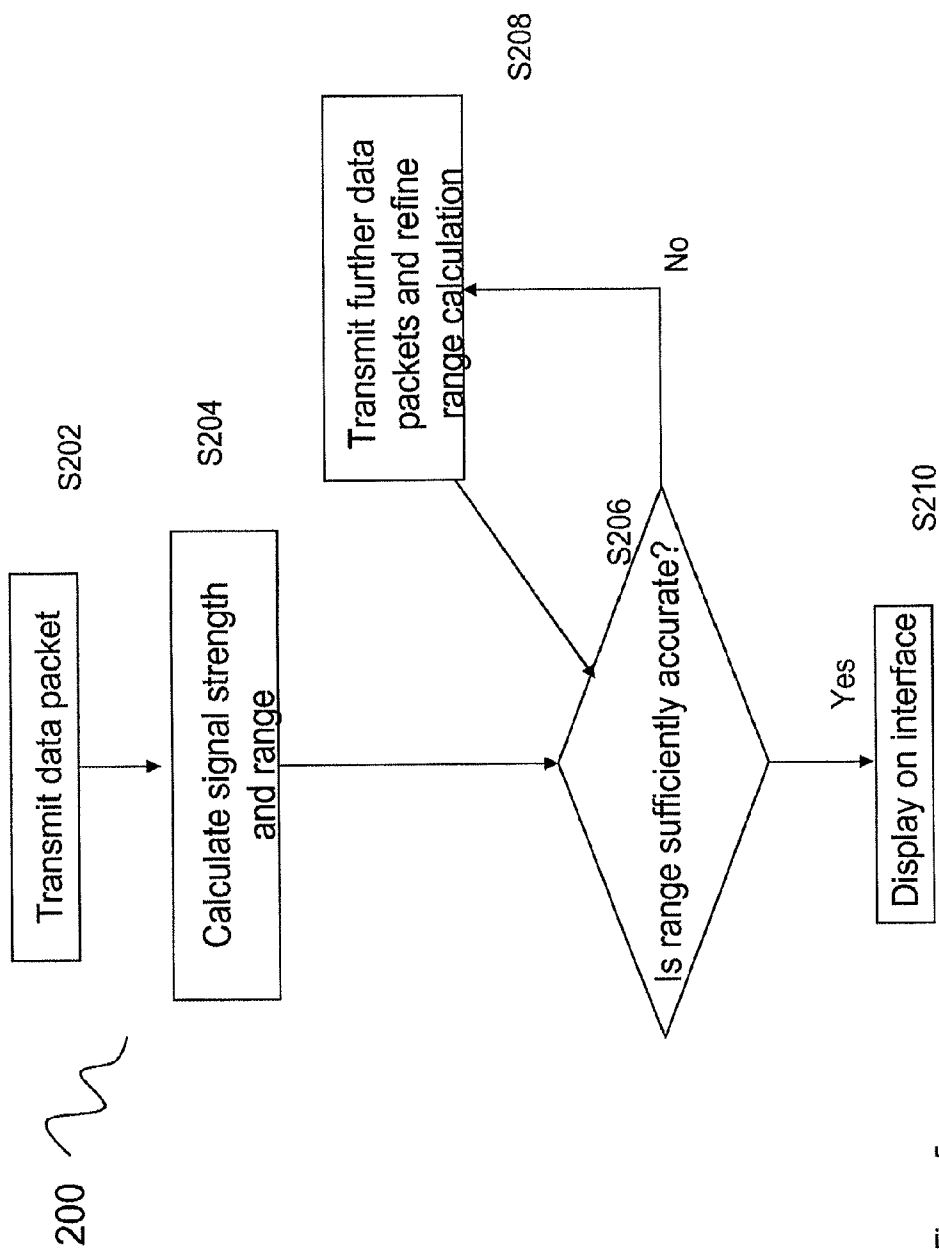 200
Transmit data packet
S202
Calculate signal strength
and range
S204
Transmit further data
packets and refine
range calculation
S208
S206
Is range sufficiently accurate?
No
Yes
Display on interface
S210